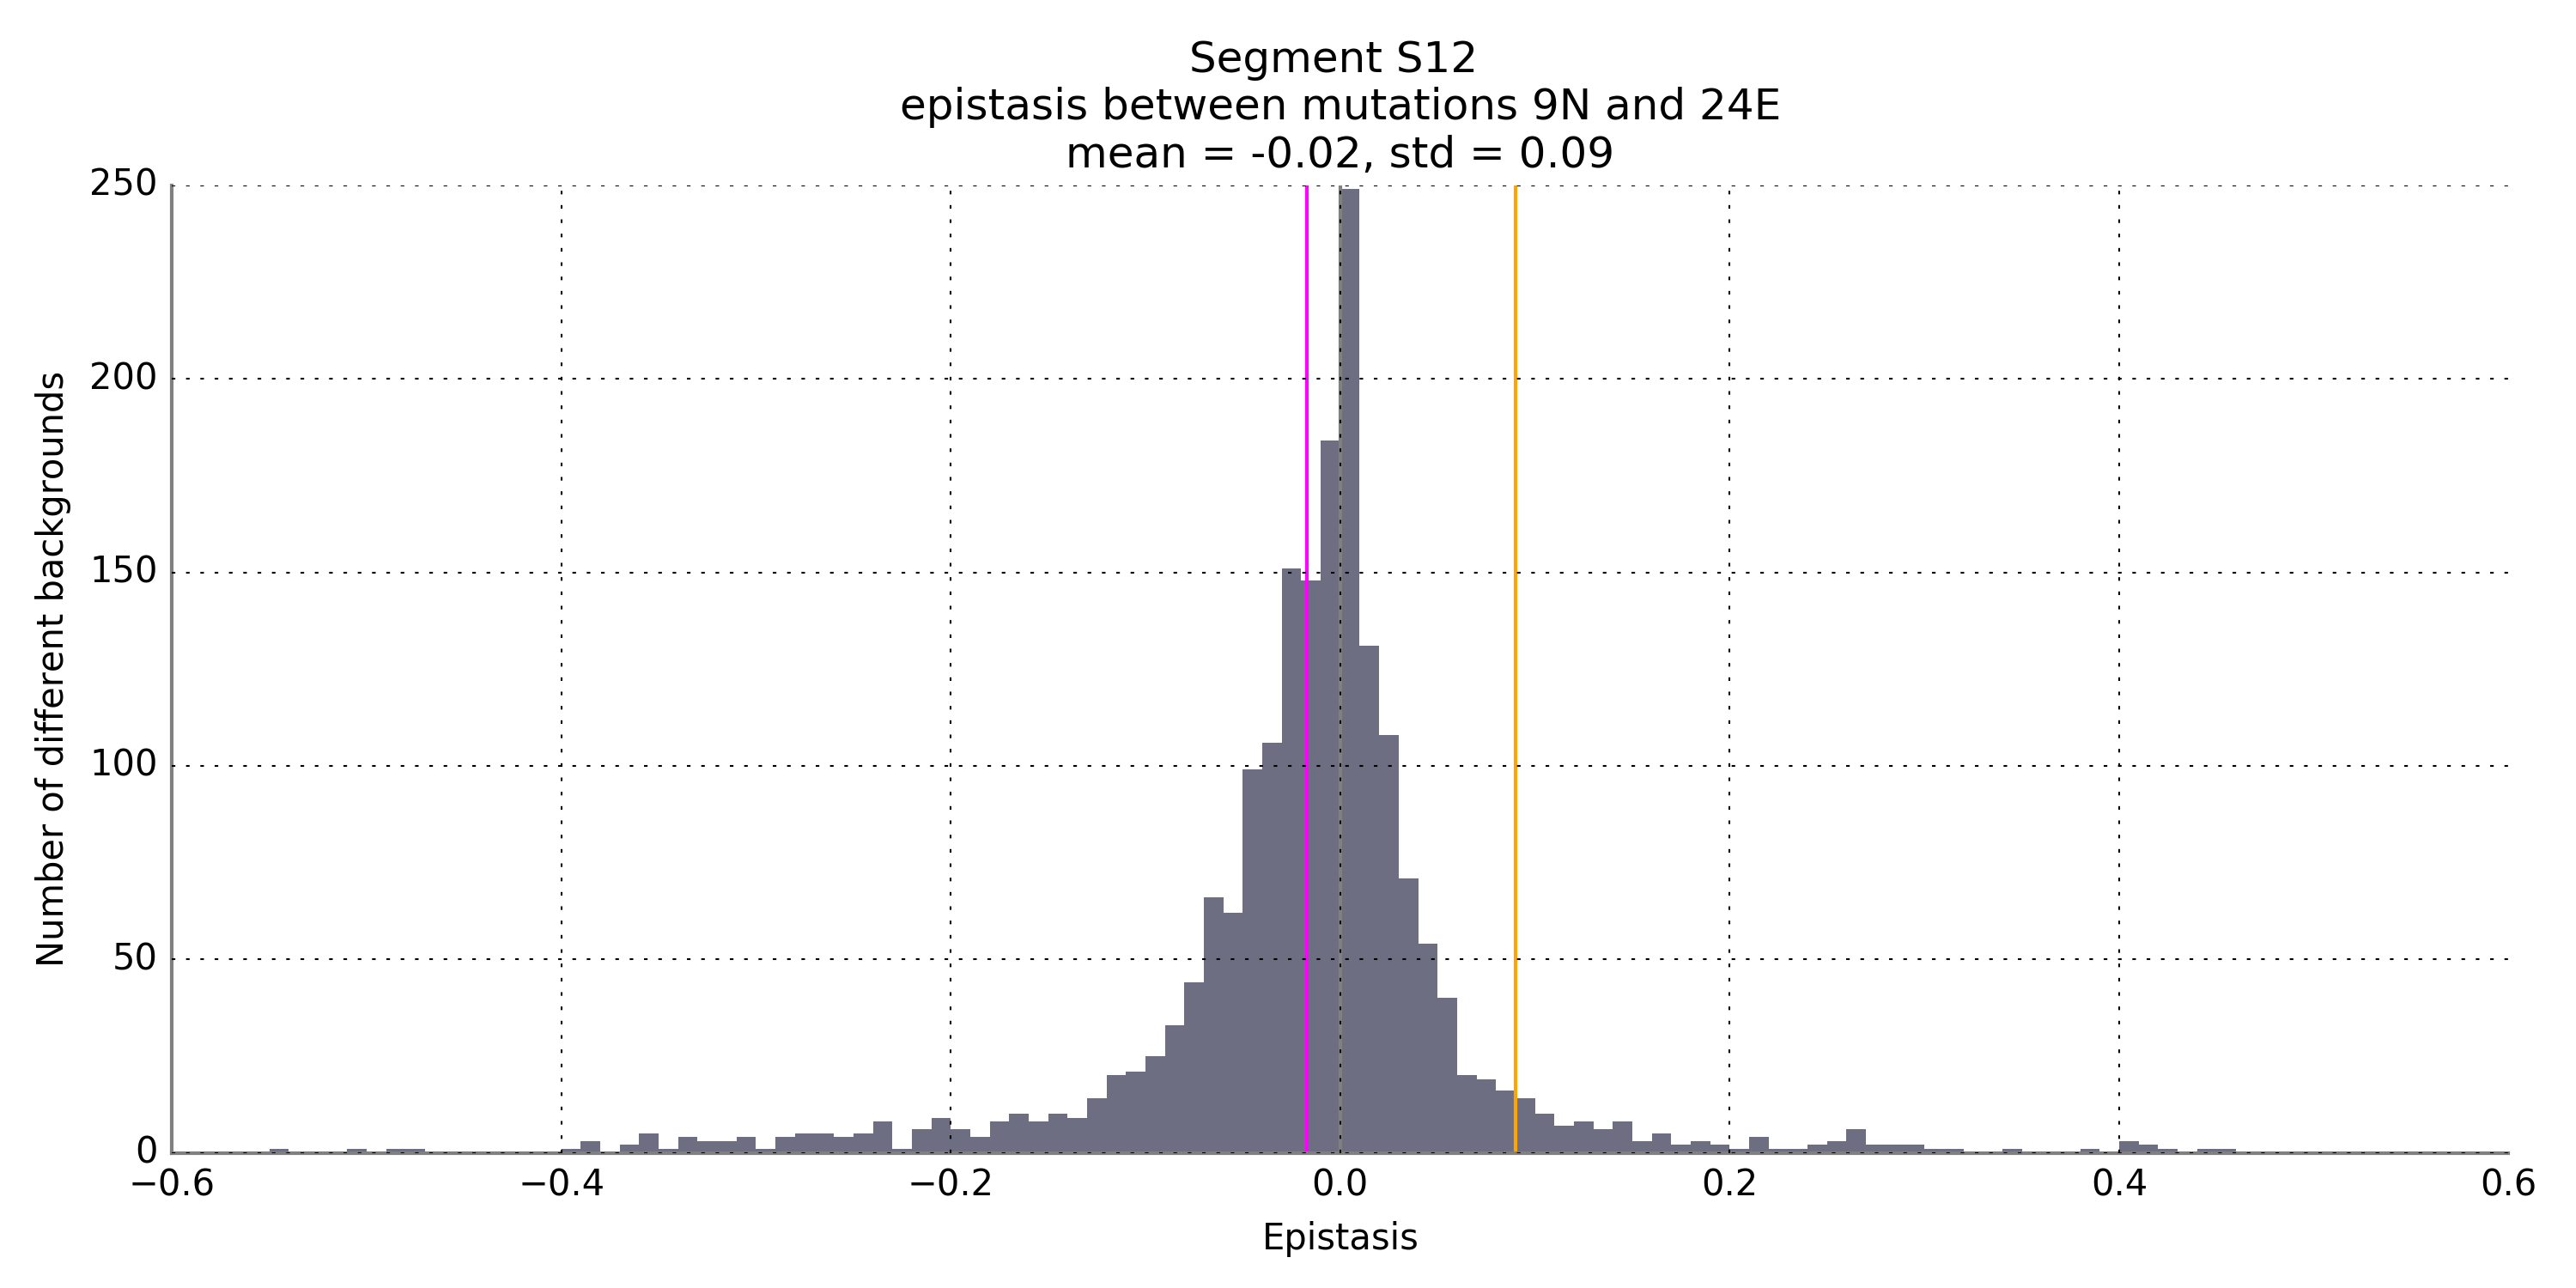 Segment S12
epistasis between mutations 9N and 24E
mean = -0.02, std = 0.09
250
200
150
100
50
0
Number of different backgrounds
−0.6 −0.4 −0.2 0.0 0.2 0.4 0.6
Epistasis